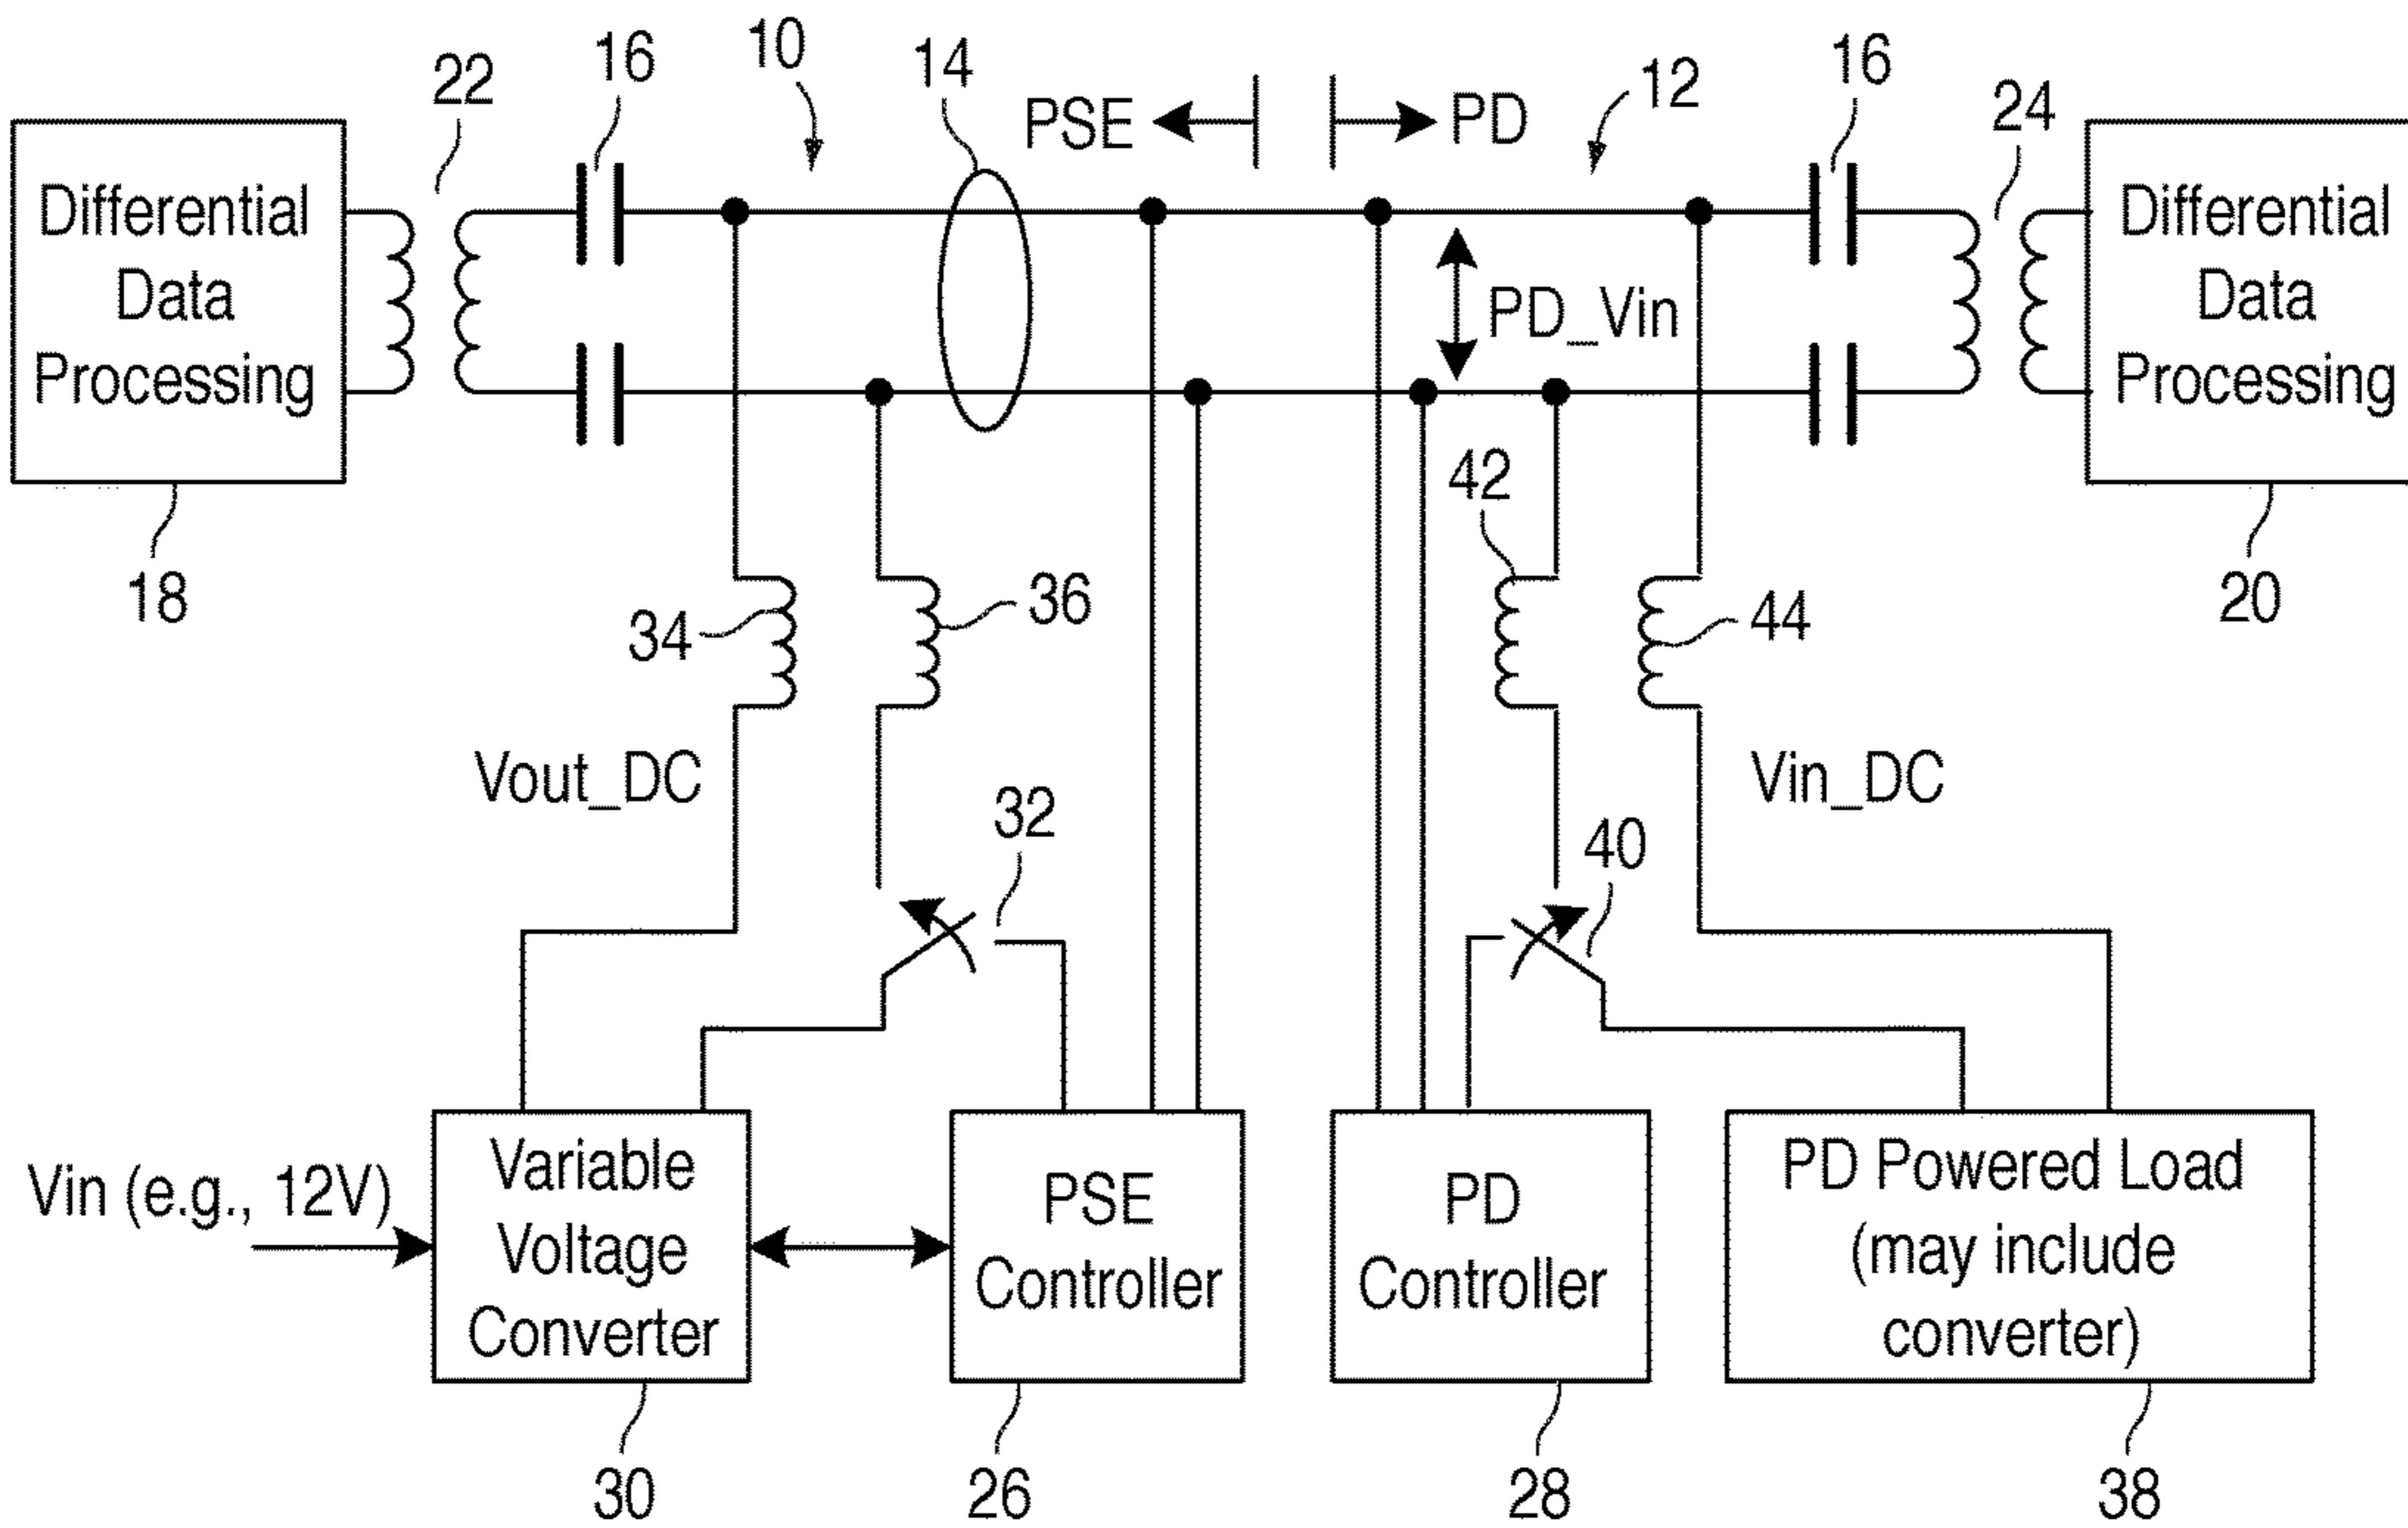 10
16
14
16
22
12
24
PSE
PD
Differential
Data
Processing
PD_Vin
Differential
Data
Processing
42
18
34
36
44
20
Vout_DC
Vin_DC
32
40
Vin (e.g., 12V)
Variable
Voltage
Converter
PSE
Controller
PD
Controller
PD Powered Load
(may include
converter)
30
26
28
38